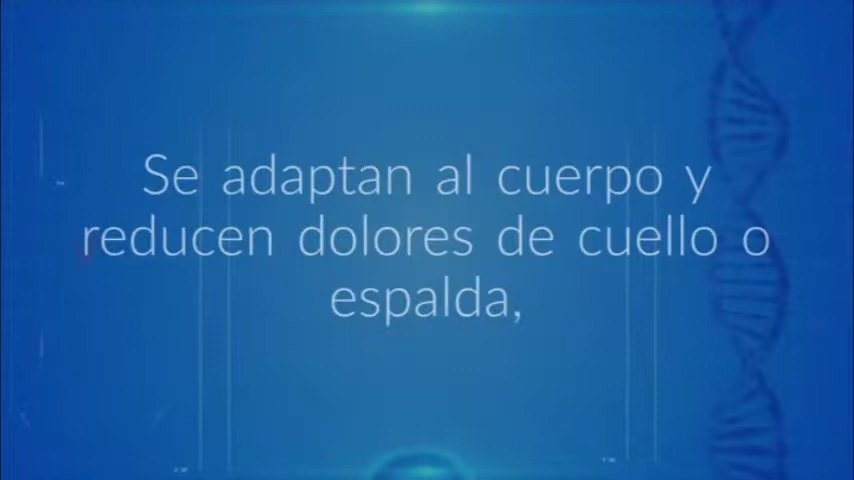 Se adaptan al cuerpo y
reducen dolores de cuello o
espalda,